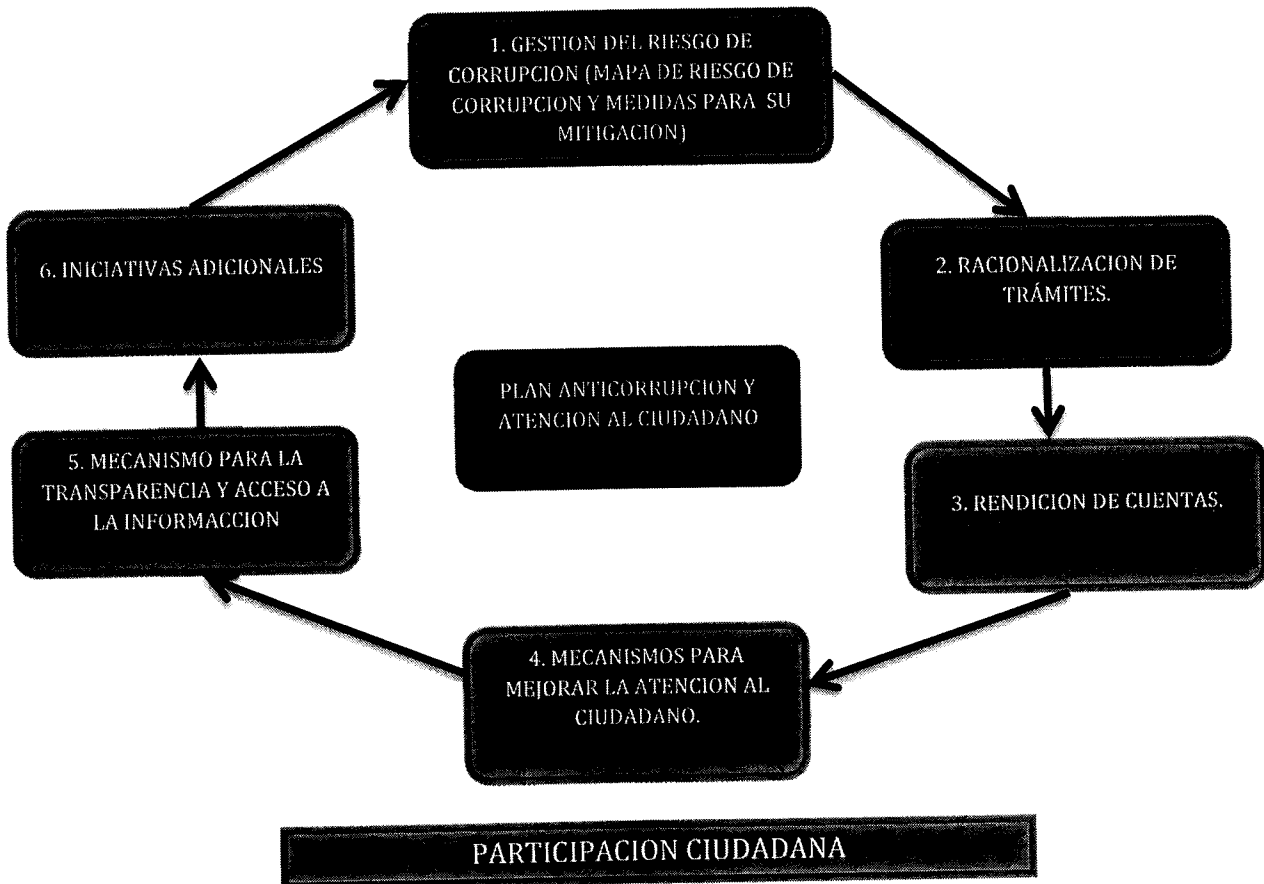 1. GESTION DEL RIESGO DE
CORRUPCION (MAPA DE RIESGO DE
CORRUPCION Y MEDIDAS PARA SU
MITIGACION)
2. RACIONALIZACION DE
TRÁMITES.
3. RENDICION DE CUENTAS.
4. MECANISMOS PARA
MEJORAR LA ATENCION AL
CIUDADANO.
5. MECANISMO PARA LA
TRANSPARENCIA Y ACCESO A
LA INFORMACCION
6. INICIATIVAS ADICIONALES
PLAN ANTICORRUPCION Y
ATENCION AL CIUDADANO
PARTICIPACION CIUDADANA